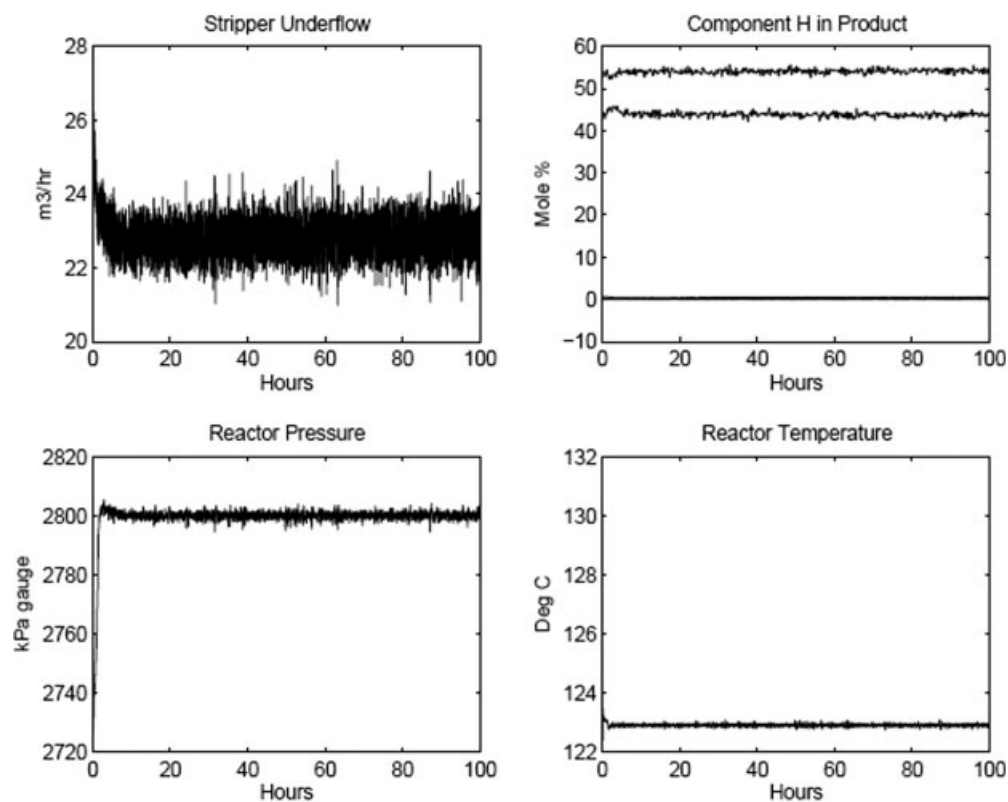 Stripper Underflow
28
26
24
22
20
m3/hr
0 20 40 60 80 100
Hours
Component H in Product
60
50
40
30
20
10
0
−10
Mole %
0 20 40 60 80 100
Hours
Reactor Pressure
2820
2800
2780
2760
2740
2720
kPa gauge
0 20 40 60 80 100
Hours
Reactor Temperature
132
130
128
126
124
122
Deg C
0 20 40 60 80 100
Hours